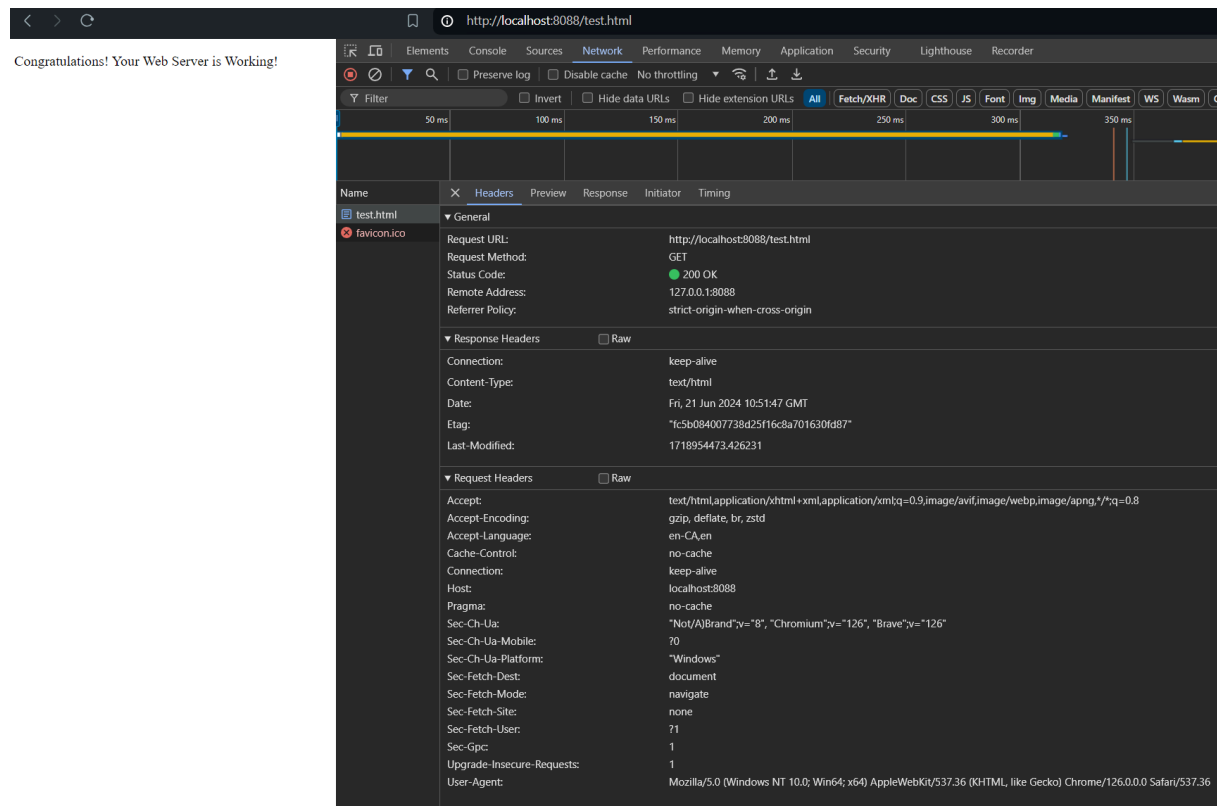 http://localhost:8088/test.html
Congratulations! Your Web Server is Working!
Elements Console Sources Network Performance Memory Application Security Lighthouse Recorder
Preserve log Disable cache No throttling
Filter Invert Hide data URLs Hide extension URLs All Fetch/XHR Doc CSS JS Font Img Media Manifest WS Wasm
50 ms 100 ms 150 ms 200 ms 250 ms 300 ms 350 ms
Name Headers Preview Response Initiator Timing
test.html
favicon.ico
General
Request URL: http://localhost:8088/test.html
Request Method: GET
Status Code: 200 OK
Remote Address: 127.0.0.1:8088
Referrer Policy: strict-origin-when-cross-origin
Response Headers Raw
Connection: keep-alive
Content-Type: text/html
Date: Fri, 21 Jun 2024 10:51:47 GMT
Etag: "fc5b084007738d25f16c8a701630fd87"
Last-Modified: 1718954473.426231
Request Headers Raw
Accept: text/html,application/xhtml+xml,application/xml;q=0.9,image/avif,image/webp,image/apng,*/*;q=0.8
Accept-Encoding: gzip, deflate, br, zstd
Accept-Language: en-CA,en
Cache-Control: no-cache
Connection: keep-alive
Host: localhost:8088
Pragma: no-cache
Sec-Ch-Ua: "Not/A)Brand";v="8", "Chromium";v="126", "Brave";v="126"
Sec-Ch-Ua-Mobile: ?0
Sec-Ch-Ua-Platform: "Windows"
Sec-Fetch-Dest: document
Sec-Fetch-Mode: navigate
Sec-Fetch-Site: none
Sec-Fetch-User: ?1
Sec-Gpc: 1
Upgrade-Insecure-Requests: 1
User-Agent: Mozilla/5.0 (Windows NT 10.0; Win64; x64) AppleWebKit/537.36 (KHTML, like Gecko) Chrome/126.0.0.0 Safari/537.36